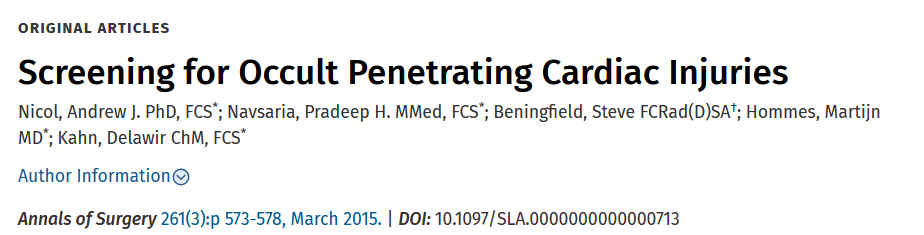 ORIGINAL ARTICLES
Screening for Occult Penetrating Cardiac Injuries
Nicol, Andrew J. PhD, FCS*; Navsaria, Pradeep H. MMed, FCS*; Beningfield, Steve FCRad(D)SA†; Hommes, Martijn
MD*; Kahn, Delawir ChM, FCS*
Author Information
Annals of Surgery 261(3):p 573-578, March 2015. | DOI: 10.1097/SLA.0000000000000713